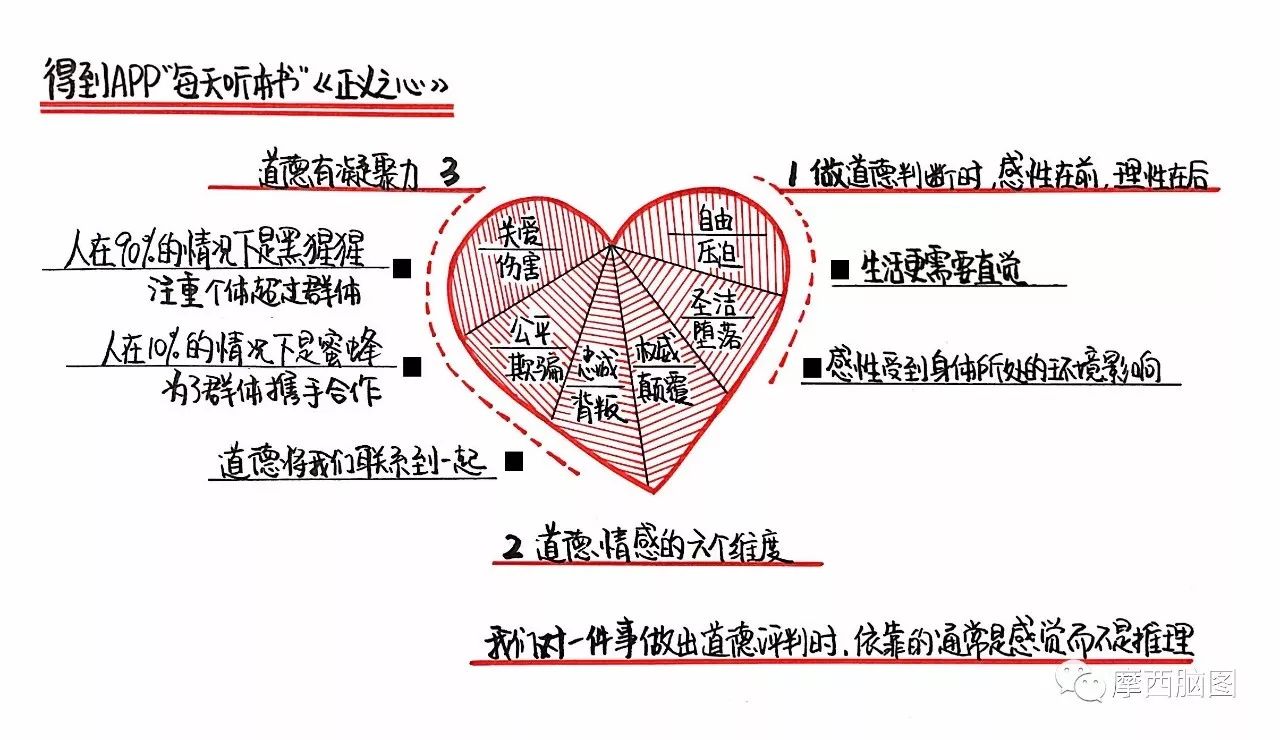 得到APP“每天听本书”《正义之心》
1 做道德判断时,感性在前,理性在后
生活更需要直觉
感性受到身体所处的环境影响
2 道德情感的六个维度
关爱
伤害
公平
欺骗
忠诚
背叛
权威
颠覆
圣洁
堕落
自由
压迫
道德有凝聚力 3
人在90%的情况下是黑猩猩
注重个体超过群体
人在10%的情况下是蜜蜂
为了群体携手合作
道德将我们联系到一起
我们对一件事做出道德评判时,依靠的通常是感觉而不是推理
摩西脑图